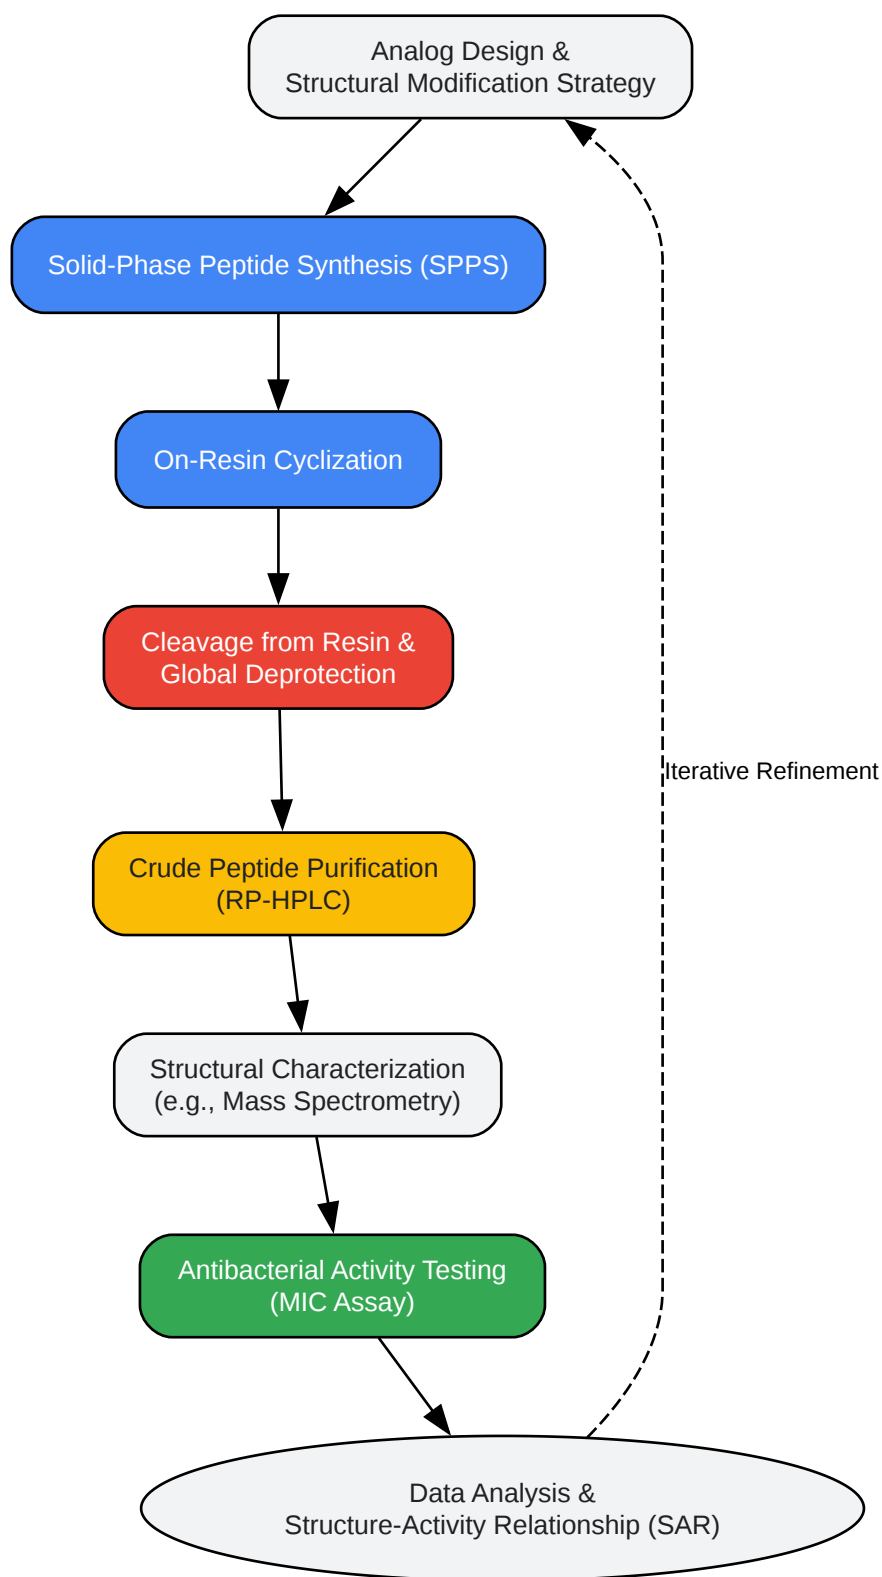 Analog Design &
Structural Modification Strategy
Solid-Phase Peptide Synthesis (SPPS)
On-Resin Cyclization
Cleavage from Resin &
Global Deprotection
Iterative Refinement
Crude Peptide Purification
(RP-HPLC)
Structural Characterization
(e.g., Mass Spectrometry)
Antibacterial Activity Testing
(MIC Assay)
Data Analysis &
Structure-Activity Relationship (SAR)